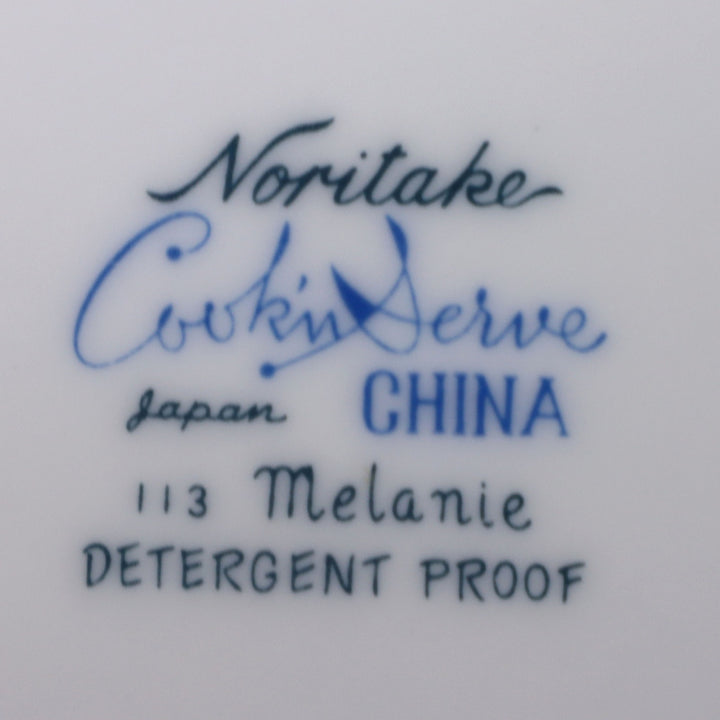 Noritake
Cook'n Serve
Japan CHINA
113 Melanie
DETERGENT PROOF